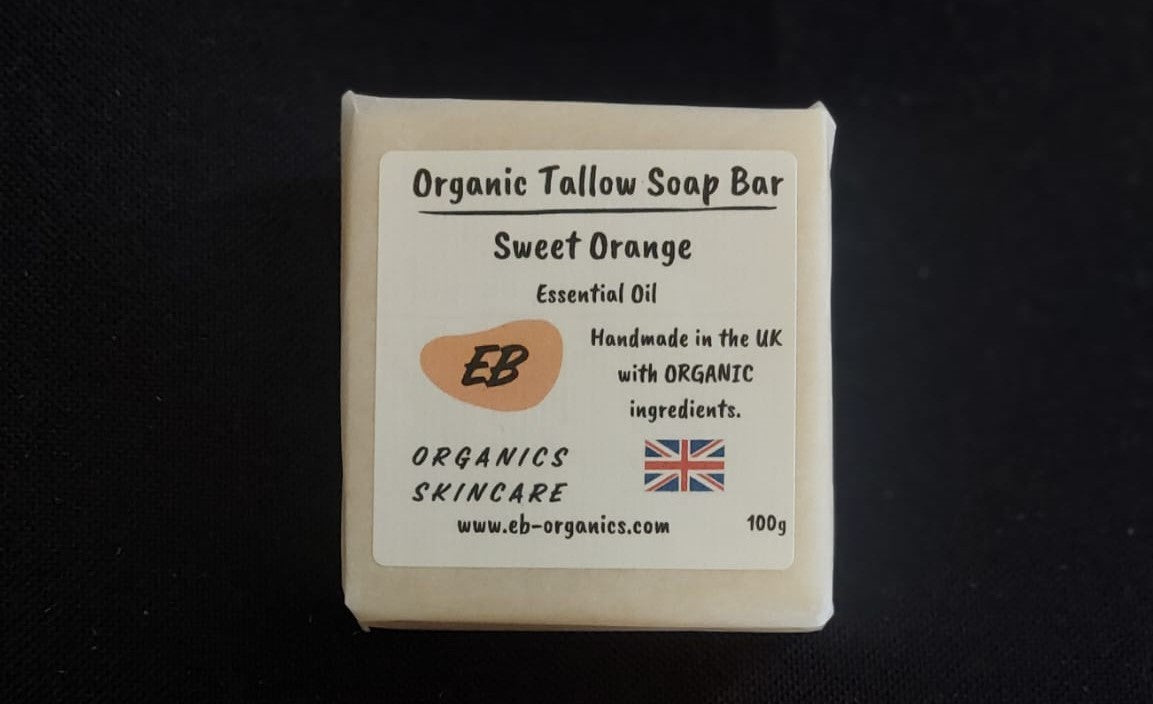 Organic Tallow Soap Bar
Sweet Orange
Essential Oil
EB
ORGANICS
SKINCARE
Handmade in the UK
with ORGANIC
ingredients.
www.eb-organics.com
100g